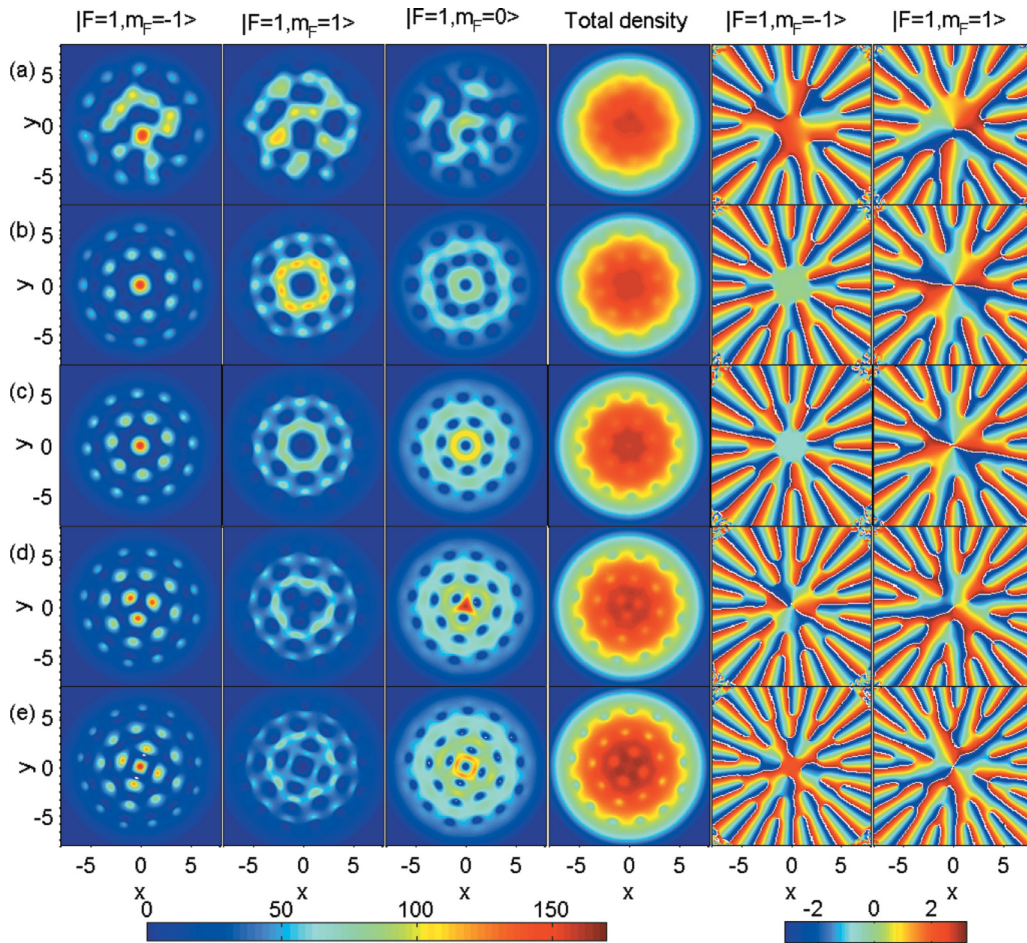 |F=1,m_F=-1> |F=1,m_F=1> |F=1,m_F=0> Total density |F=1,m_F=-1> |F=1,m_F=1>
(a) 5 0 -5 y
(b) 5 0 -5 y
(c) 5 0 -5 y
(d) 5 0 -5 y
(e) 5 0 -5 y
-5 0 5 -5 0 5 -5 0 5 -5 0 5 -5 0 5 -5 0 5
x x x x x x
0 50 100 150 -2 0 2